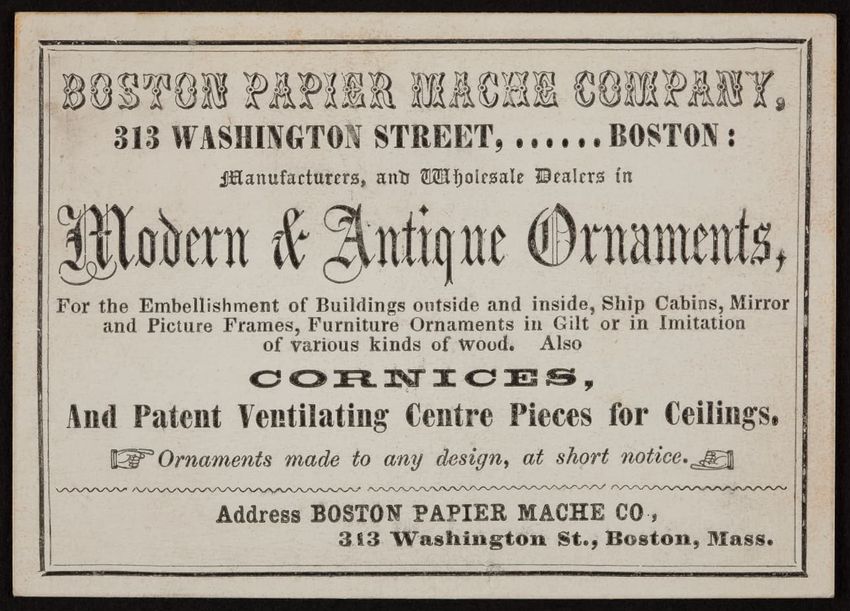 BOSTON PAPIER MACHE COMPANY,
313 WASHINGTON STREET, ...... BOSTON:
Manufacturers, and Wholesale Dealers in
Modern & Antique Ornaments,
For the Embellishment of Buildings outside and inside, Ship Cabins, Mirror
and Picture Frames, Furniture Ornaments in Gilt or in Imitation
of various kinds of wood. Also
CORNICES,
And Patent Ventilating Centre Pieces for Ceilings.
Ornaments made to any design, at short notice.
Address BOSTON PAPIER MACHE CO.,
313 Washington St., Boston, Mass.